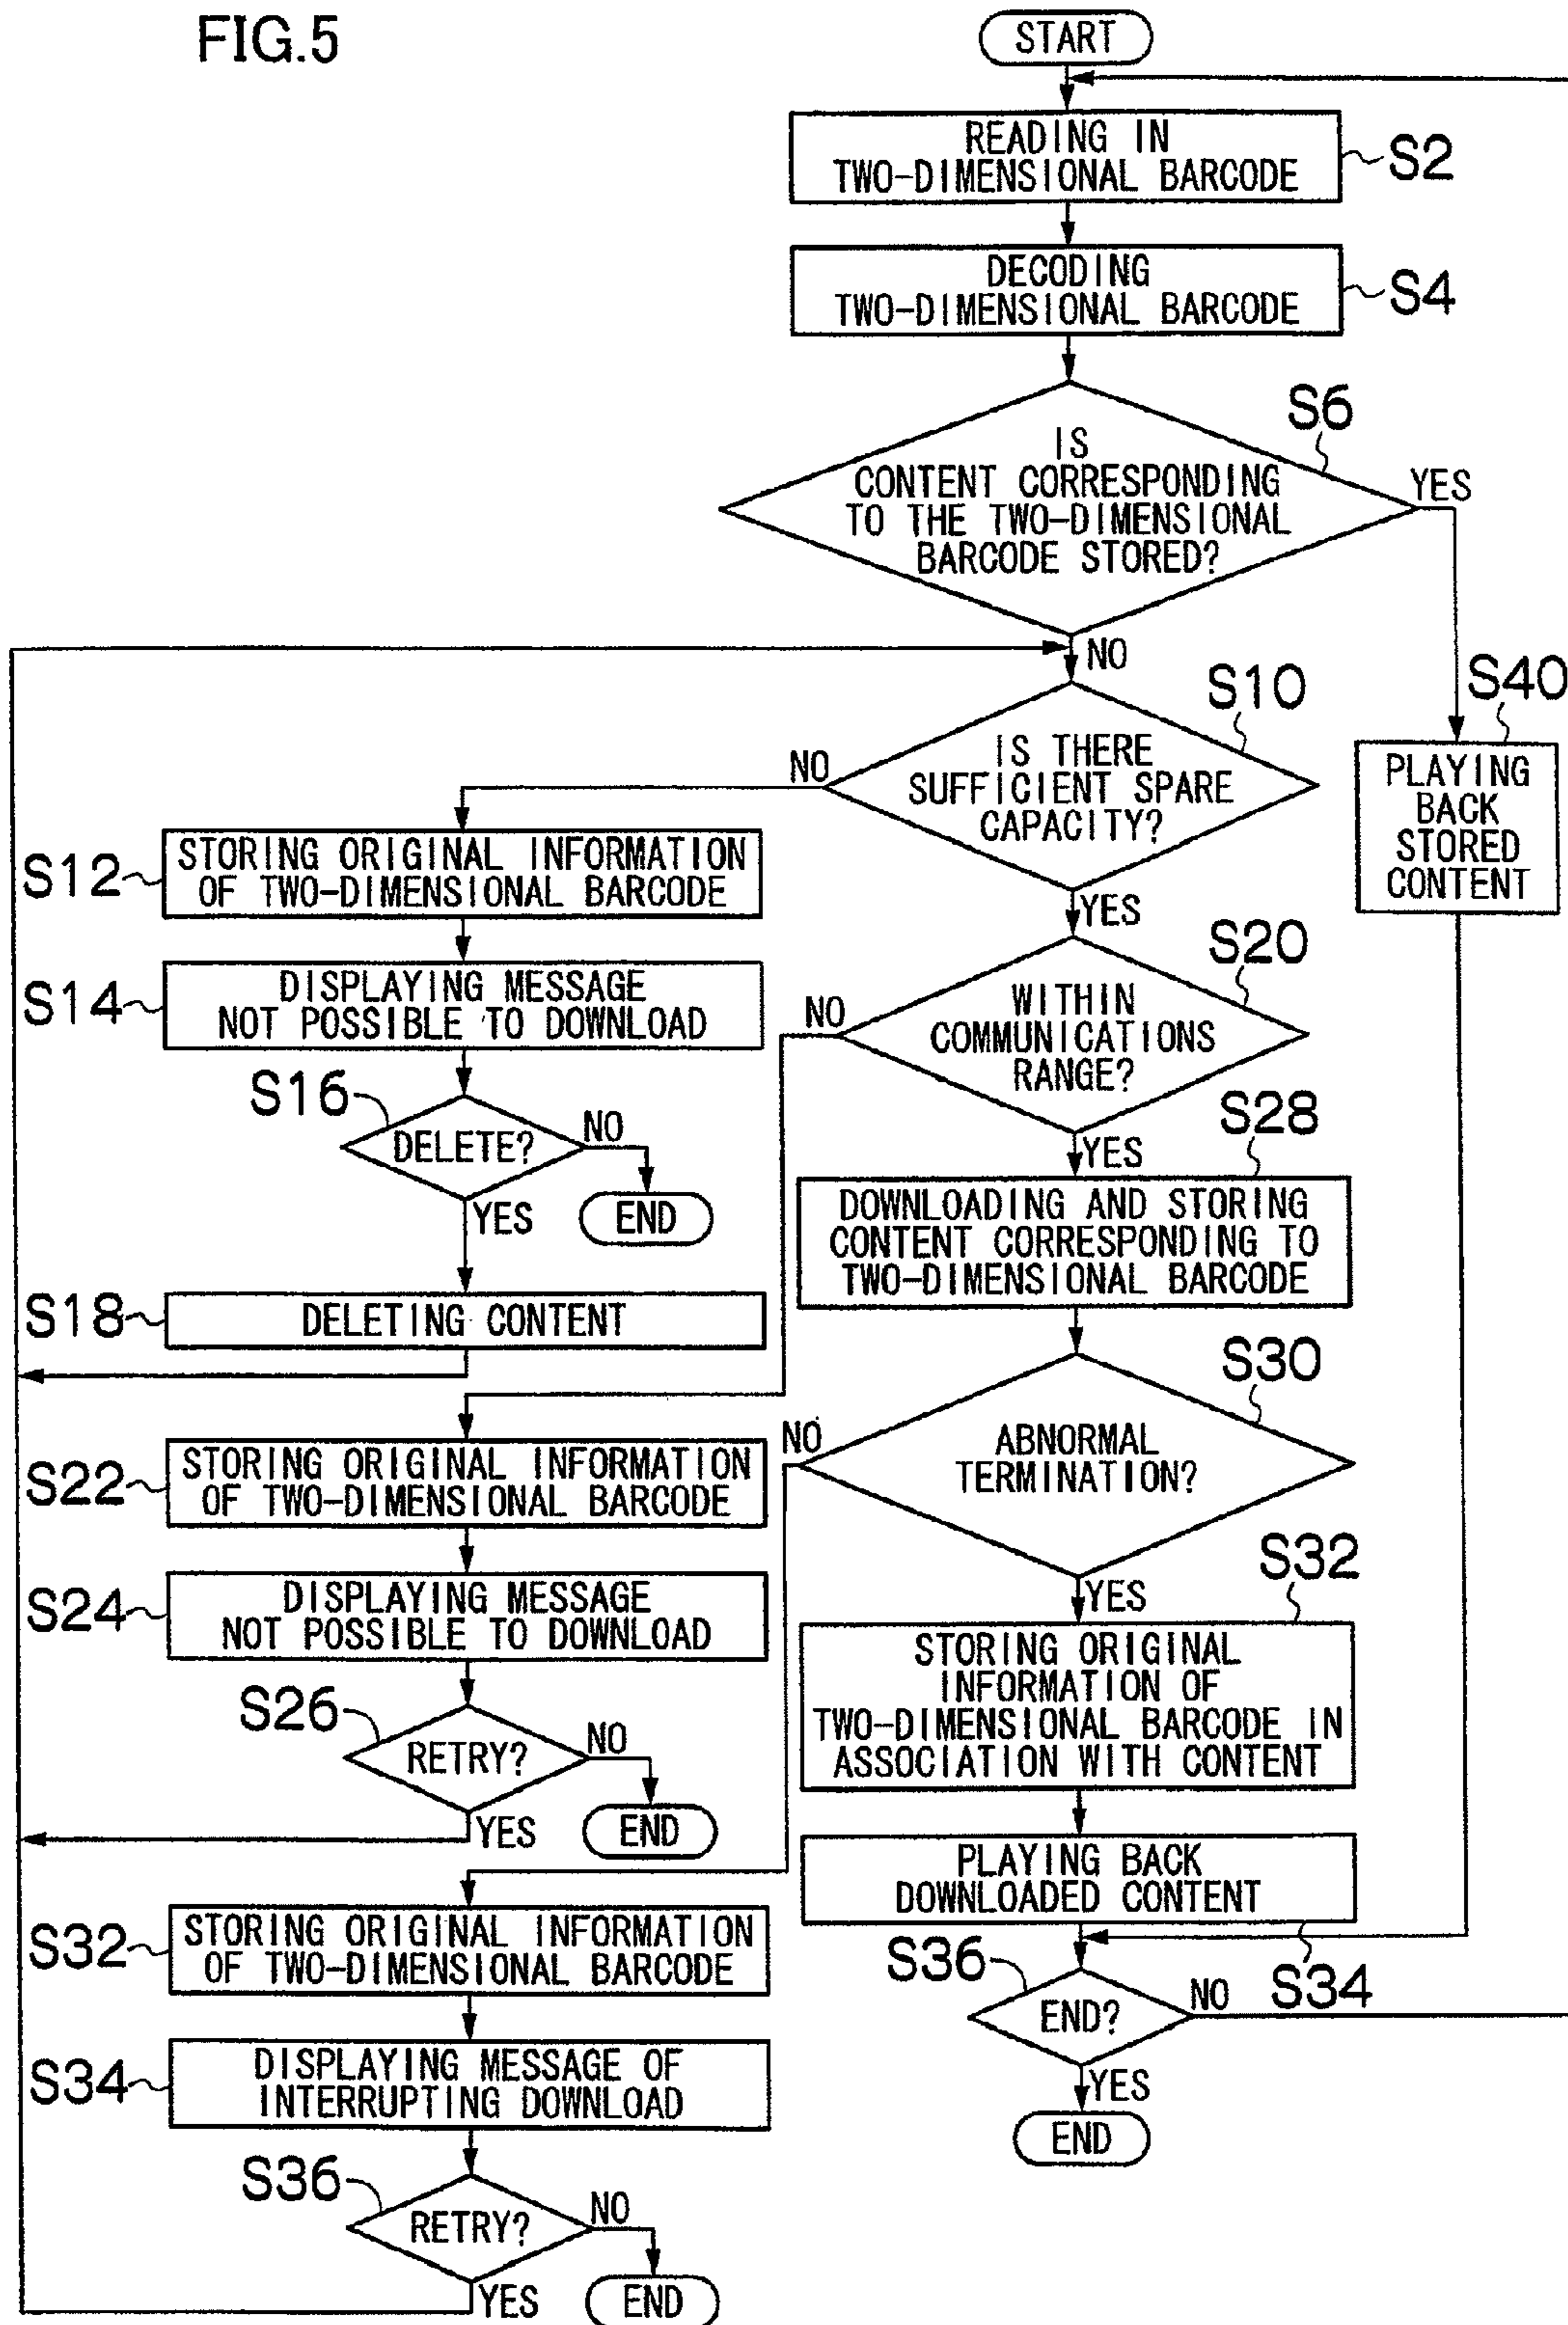 FIG.5
START
READING IN
TWO-DIMENSIONAL BARCODE
S2
DECODING
TWO-DIMENSIONAL BARCODE
S4
S6
IS
CONTENT CORRESPONDING
TO THE TWO-DIMENSIONAL
BARCODE STORED?
YES
NO
S10
IS THERE
SUFFICIENT SPARE
CAPACITY?
NO
YES
S40
PLAYING
BACK
STORED
CONTENT
S12
STORING ORIGINAL INFORMATION
OF TWO-DIMENSIONAL BARCODE
S14
DISPLAYING MESSAGE
NOT POSSIBLE TO DOWNLOAD
S16
DELETE?
NO
END
YES
S18
DELETING CONTENT
S20
WITHIN
COMMUNICATIONS
RANGE?
NO
YES
S28
DOWNLOADING AND STORING
CONTENT CORRESPONDING TO
TWO-DIMENSIONAL BARCODE
S22
STORING ORIGINAL INFORMATION
OF TWO-DIMENSIONAL BARCODE
S24
DISPLAYING MESSAGE
NOT POSSIBLE TO DOWNLOAD
S26
RETRY?
NO
END
YES
S30
ABNORMAL
TERMINATION?
NO
YES
S32
STORING ORIGINAL
INFORMATION OF
TWO-DIMENSIONAL BARCODE IN
ASSOCIATION WITH CONTENT
PLAYING BACK
DOWNLOADED CONTENT
S34
S36
END?
NO
YES
END
S32
STORING ORIGINAL INFORMATION
OF TWO-DIMENSIONAL BARCODE
S34
DISPLAYING MESSAGE OF
INTERRUPTING DOWNLOAD
S36
RETRY?
NO
END
YES